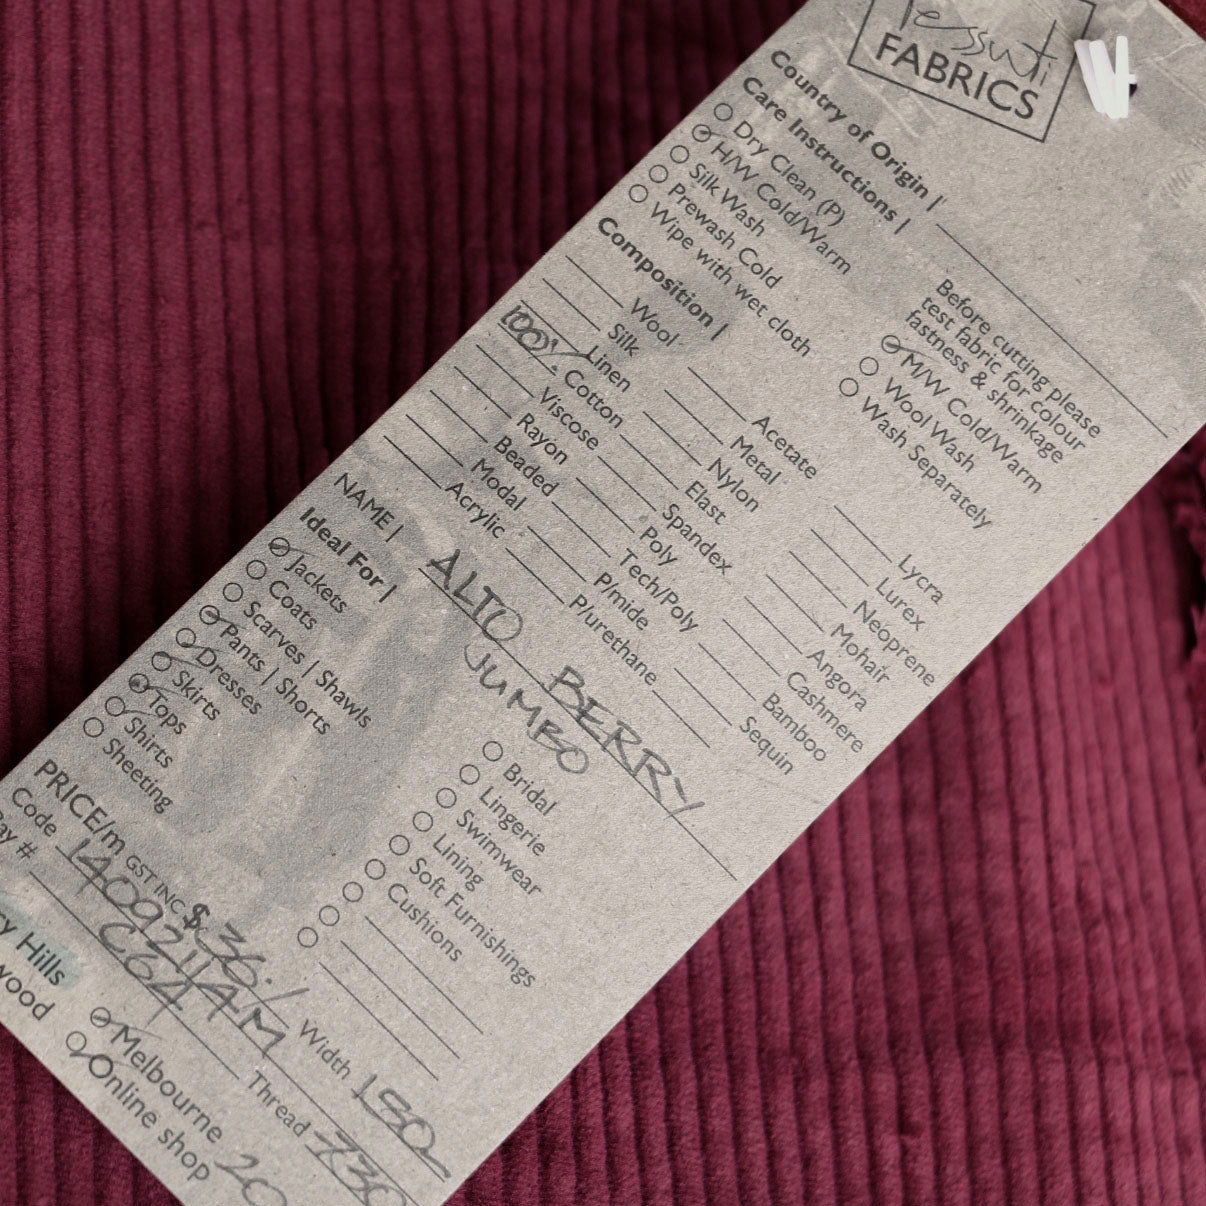 Tessuti
FABRICS
Country of Origin |
Care Instructions |
Dry Clean (P)
H/W Cold/Warm
Silk Wash
Prewash Cold
Wipe with wet cloth
Before cutting please
test fabric for colour
fastness & shrinkage
M/W Cold/Warm
Wool Wash
Wash Separately
Composition |
Wool
Silk
Linen
100% Cotton
Viscose
Rayon
Beaded
Modal
Acrylic
Acetate
Metal
Nylon
Elast
Spandex
Poly
Tech/Poly
P/mide
P/urethane
Lycra
Lurex
Neoprene
Mohair
Angora
Cashmere
Bamboo
Sequin
NAME | ALTO BERRY
JUMBO
Ideal For |
Jackets
Coats
Scarves | Shawls
Pants | Shorts
Dresses
Skirts
Tops
Shirts
Sheeting
Bridal
Lingerie
Swimwear
Lining
Soft Furnishings
Cushions
PRICE/m GST INC $36. Width 150
Code 1409211AM Thread 730
ay # C64
y Hills
wood
Melbourne
Online shop 20